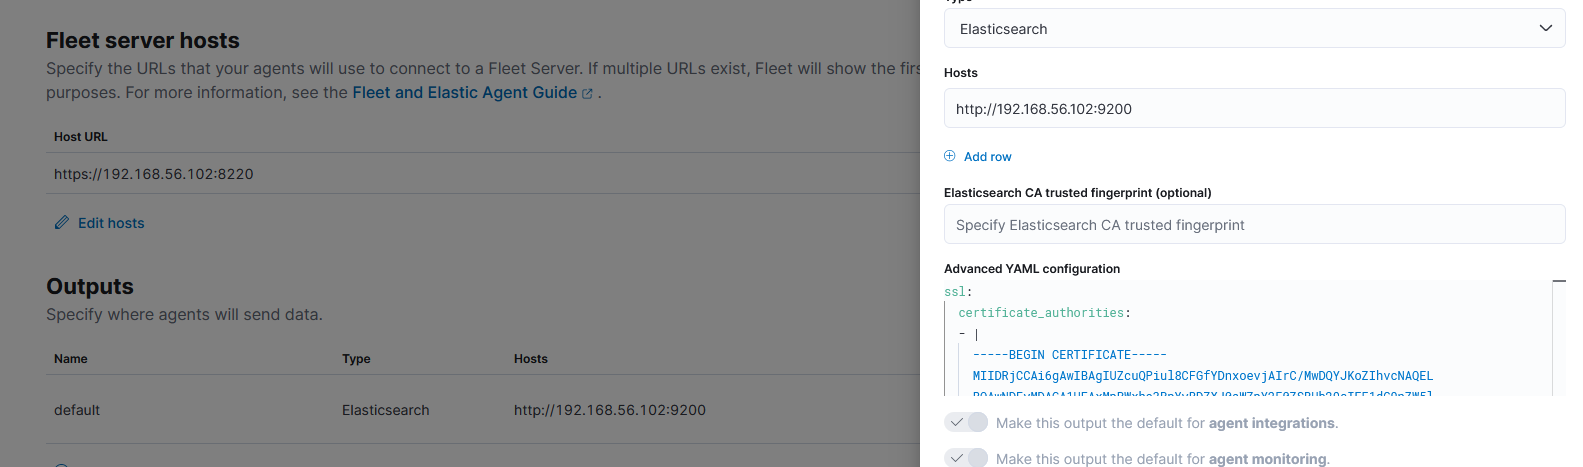 Fleet server hosts
Specify the URLs that your agents will use to connect to a Fleet Server. If multiple URLs exist, Fleet will show the firs
purposes. For more information, see the Fleet and Elastic Agent Guide .
Host URL
https://192.168.56.102:8220
Edit hosts
Outputs
Specify where agents will send data.
Name Type Hosts
default Elasticsearch http://192.168.56.102:9200
Type
Elasticsearch
Hosts
http://192.168.56.102:9200
Add row
Elasticsearch CA trusted fingerprint (optional)
Specify Elasticsearch CA trusted fingerprint
Advanced YAML configuration
ssl:
certificate_authorities:
- |
-----BEGIN CERTIFICATE-----
MIIDRjCCAi6gAwIBAgIUZcuQPiul8CFGfYDnxoevjAIrC/MwDQYJKoZIhvcNAQEL
Make this output the default for agent integrations.
Make this output the default for agent monitoring.